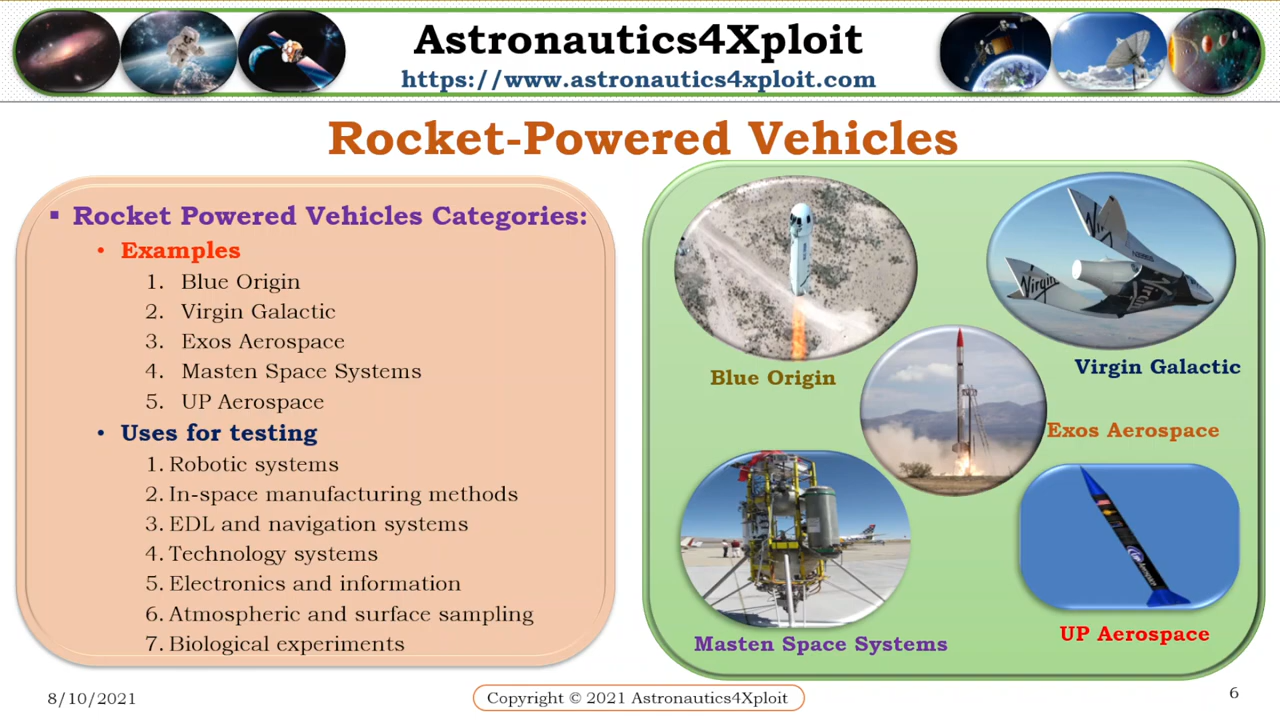 Astronautics4Xploit
https://www.astronautics4xploit.com
Rocket-Powered Vehicles
▪ Rocket Powered Vehicles Categories:
• Examples
1. Blue Origin
2. Virgin Galactic
3. Exos Aerospace
4. Masten Space Systems
5. UP Aerospace
• Uses for testing
1. Robotic systems
2. In-space manufacturing methods
3. EDL and navigation systems
4. Technology systems
5. Electronics and information
6. Atmospheric and surface sampling
7. Biological experiments
Blue Origin
Virgin Galactic
Exos Aerospace
Masten Space Systems
UP Aerospace
Virgin
Virgin
8/10/2021
Copyright © 2021 Astronautics4Xploit
6